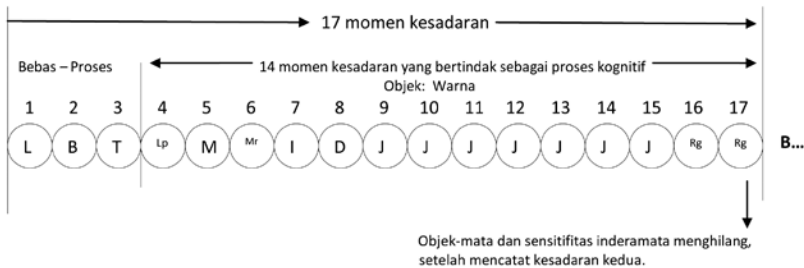 17 momen kesadaran
Bebas – Proses
14 momen kesadaran yang bertindak sebagai proses kognitif
Objek: Warna
1 2 3 4 5 6 7 8 9 10 11 12 13 14 15 16 17
L B T Lp M Mr I D J J J J J J J Rg Rg B...
Objek-mata dan sensitifitas inderamata menghilang,
setelah mencatat kesadaran kedua.